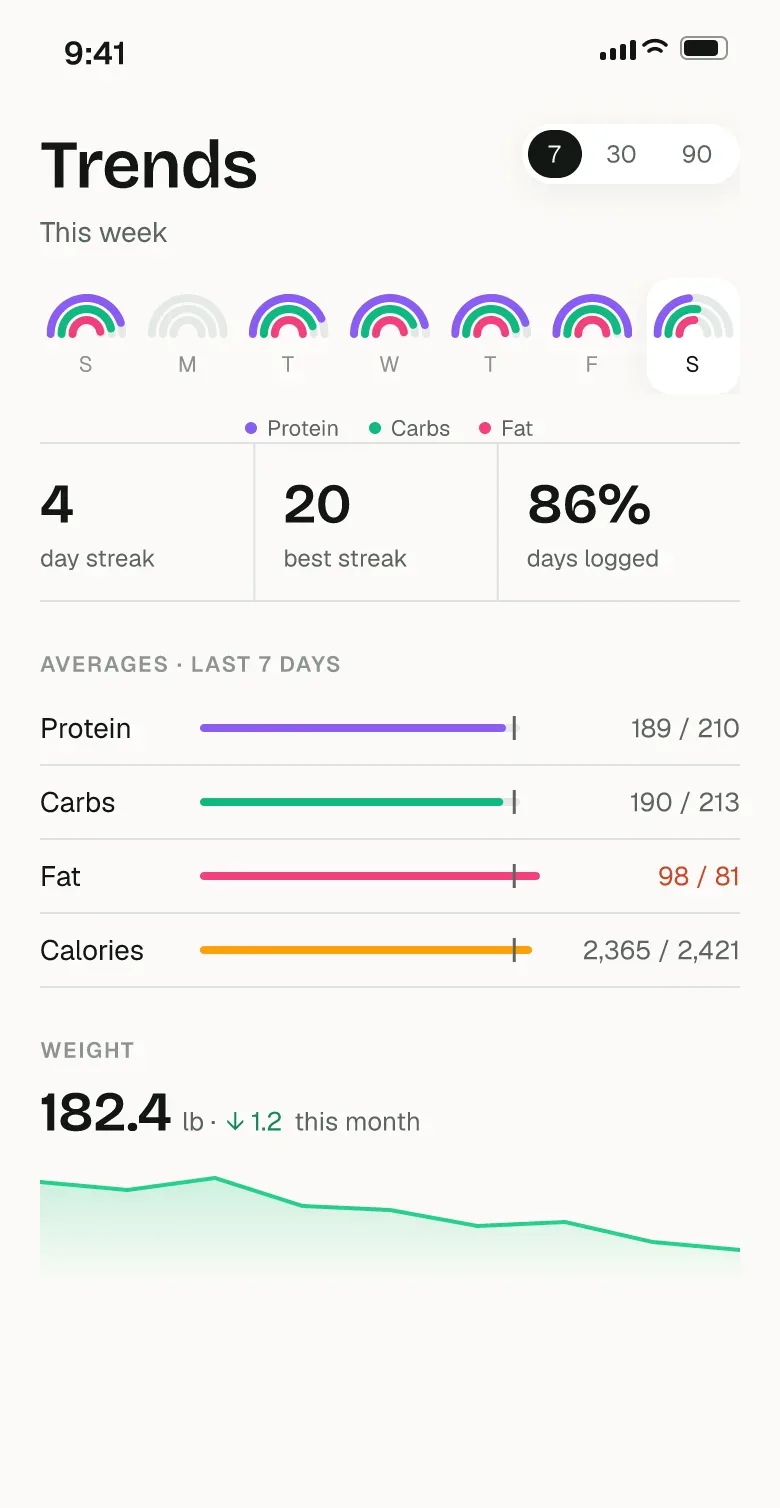 9:41
Trends
7 30 90
This week
S M T W T F S
Protein Carbs Fat
4 20 86%
day streak best streak days logged
AVERAGES · LAST 7 DAYS
Protein 189 / 210
Carbs 190 / 213
Fat 98 / 81
Calories 2,365 / 2,421
WEIGHT
182.4 lb · ↓ 1.2 this month